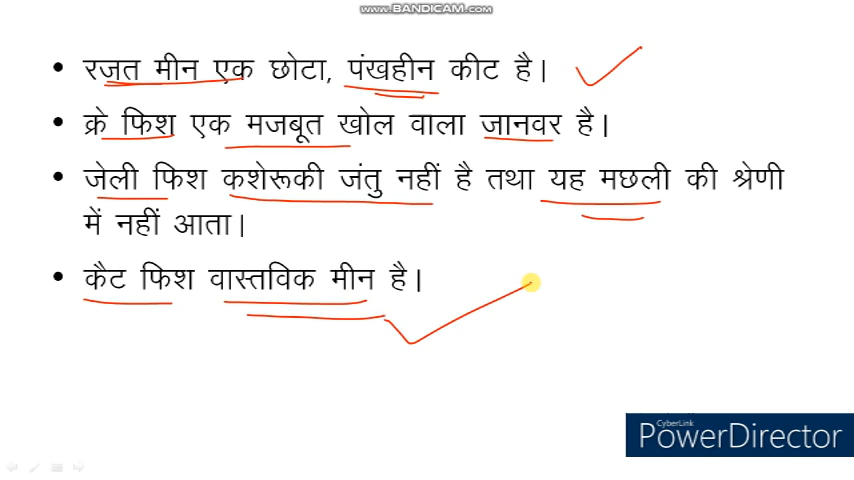 WWW.BANDICAM.COM
• रजत मीन एक छोटा, पंखहीन कीट है।
• क्रे फिश एक मजबूत खोल वाला जानवर है।
• जेली फिश कशेरूकी जंतु नहीं है तथा यह मछली की श्रेणी
में नहीं आता।
• कैट फिश वास्तविक मीन है।
CyberLink
PowerDirector